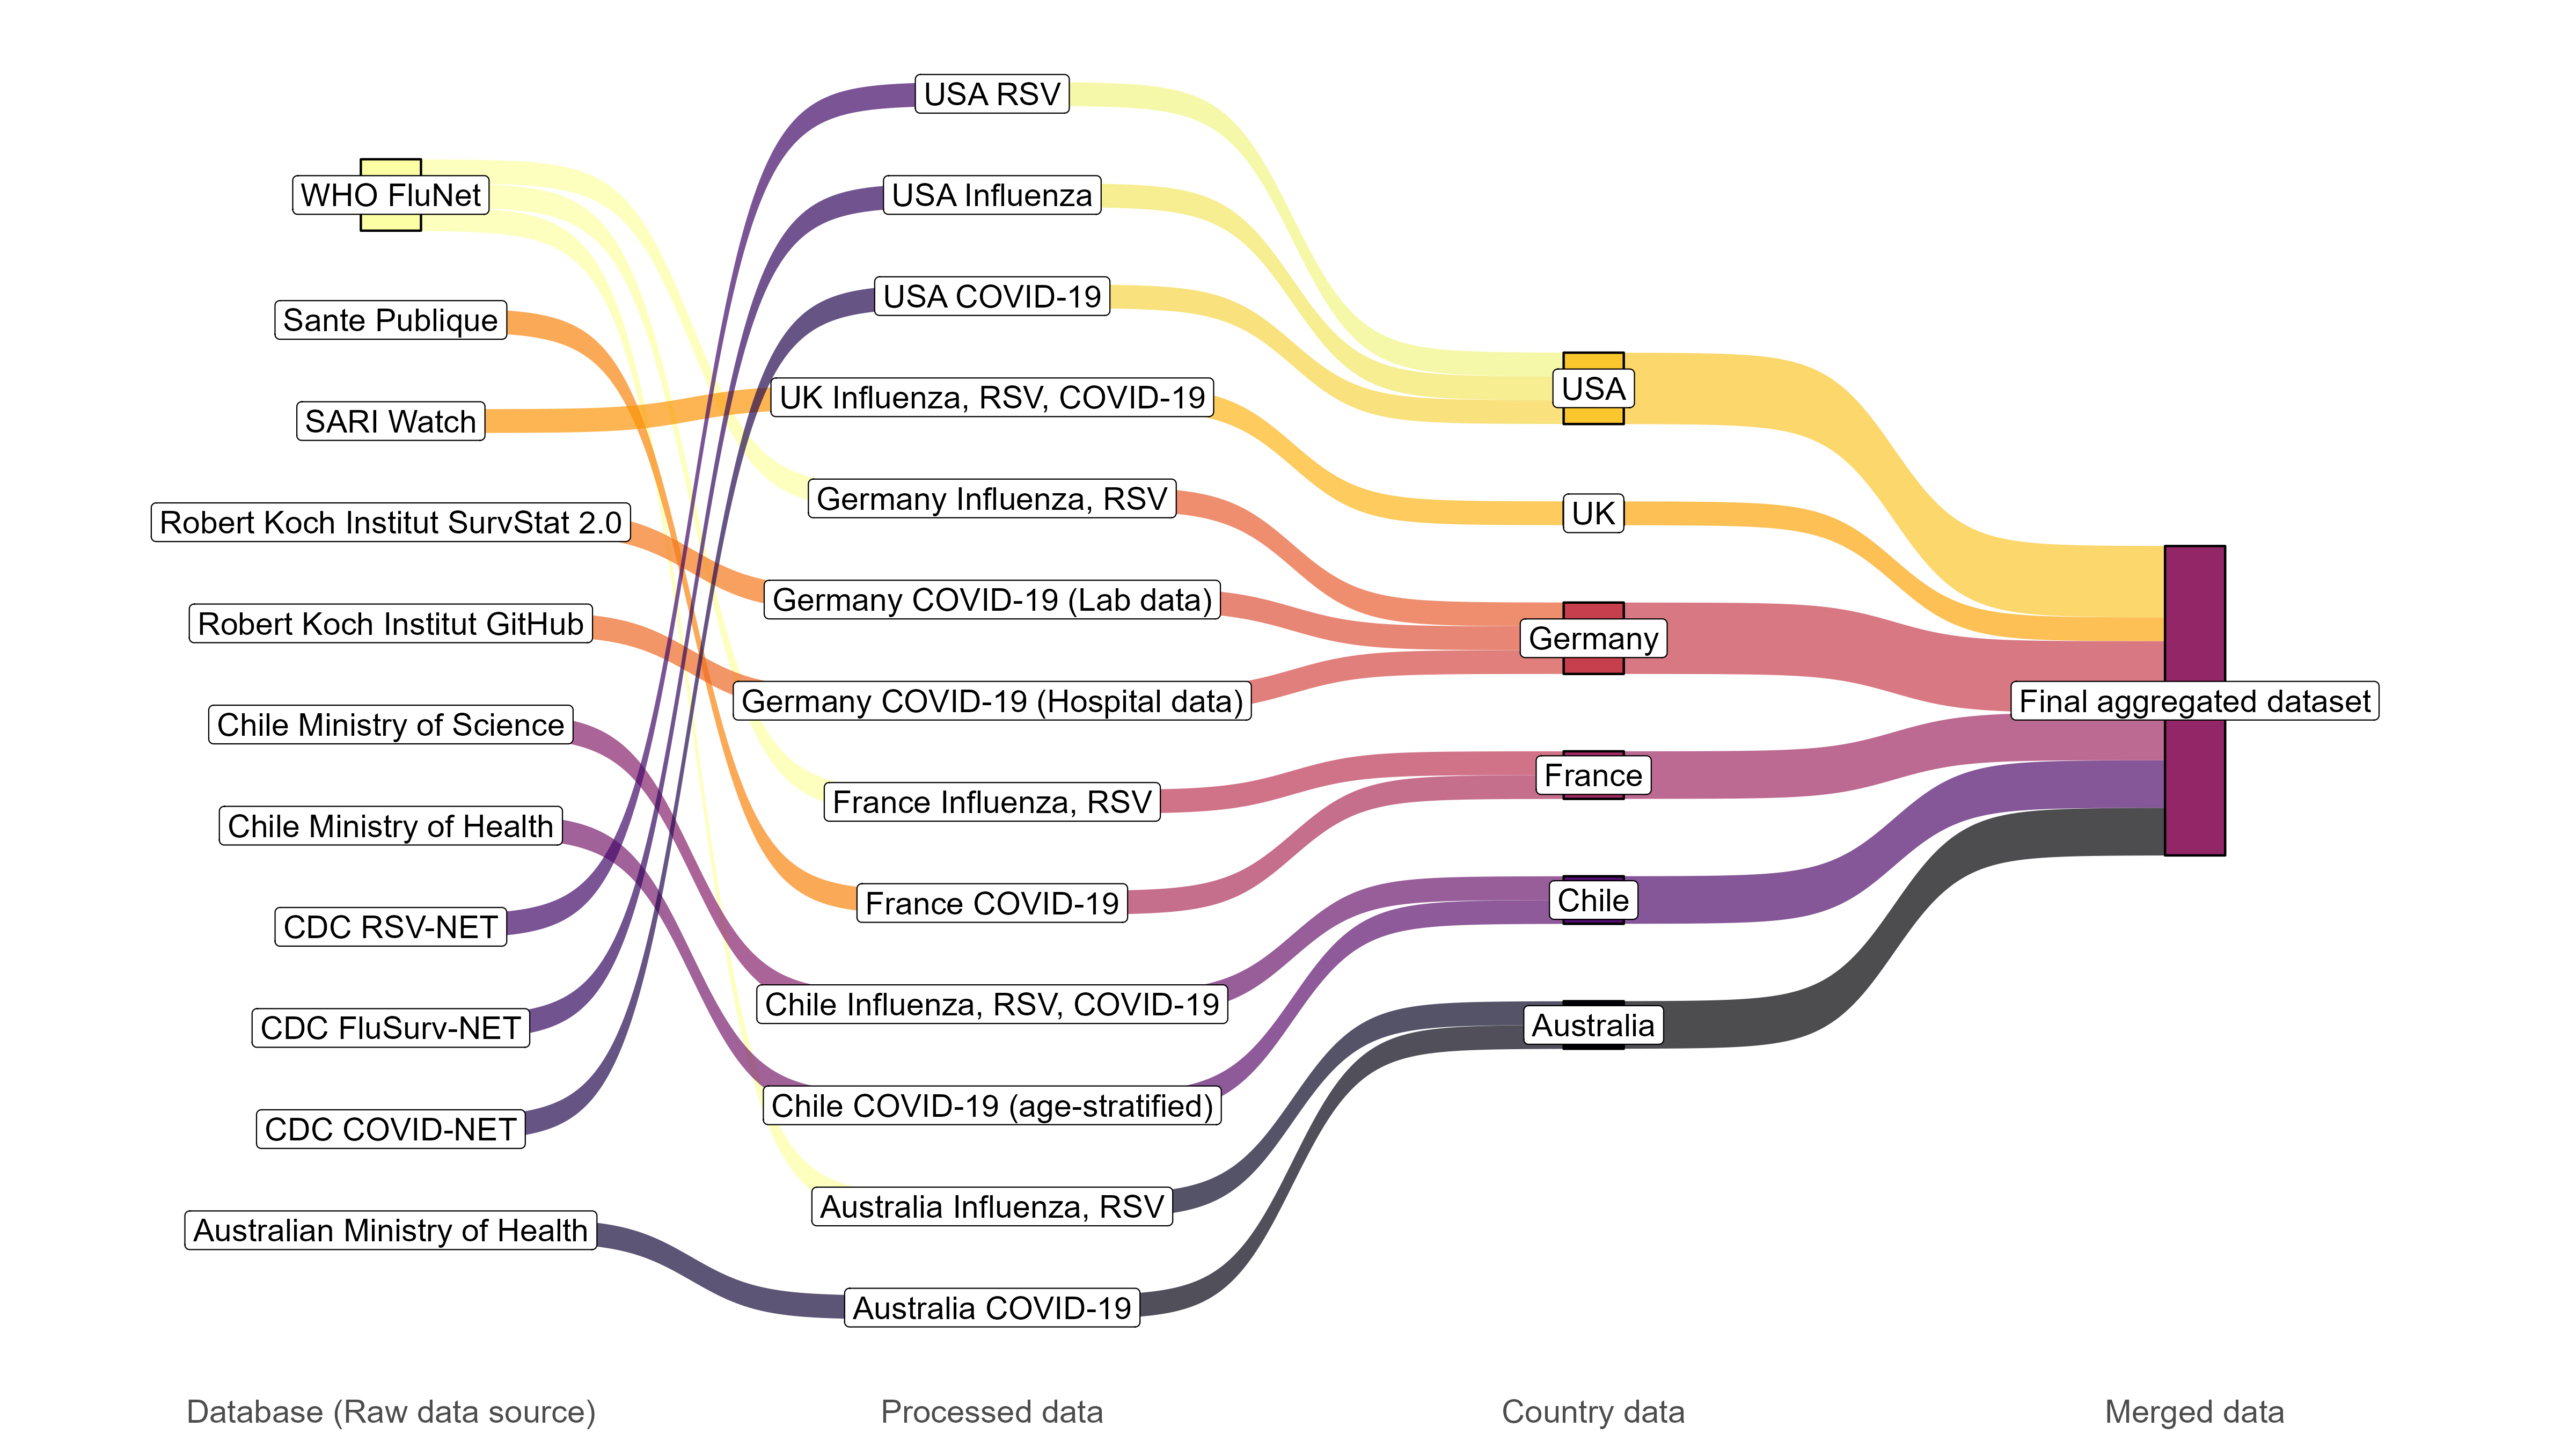 WHO FluNet
Sante Publique
SARI Watch
Robert Koch Institut SurvStat 2.0
Robert Koch Institut GitHub
Chile Ministry of Science
Chile Ministry of Health
CDC RSV-NET
CDC FluSurv-NET
CDC COVID-NET
Australian Ministry of Health
USA RSV
USA Influenza
USA COVID-19
UK Influenza, RSV, COVID-19
Germany Influenza, RSV
Germany COVID-19 (Lab data)
Germany COVID-19 (Hospital data)
France Influenza, RSV
France COVID-19
Chile Influenza, RSV, COVID-19
Chile COVID-19 (age-stratified)
Australia Influenza, RSV
Australia COVID-19
USA
UK
Germany
France
Chile
Australia
Final aggregated dataset
Database (Raw data source)
Processed data
Country data
Merged data